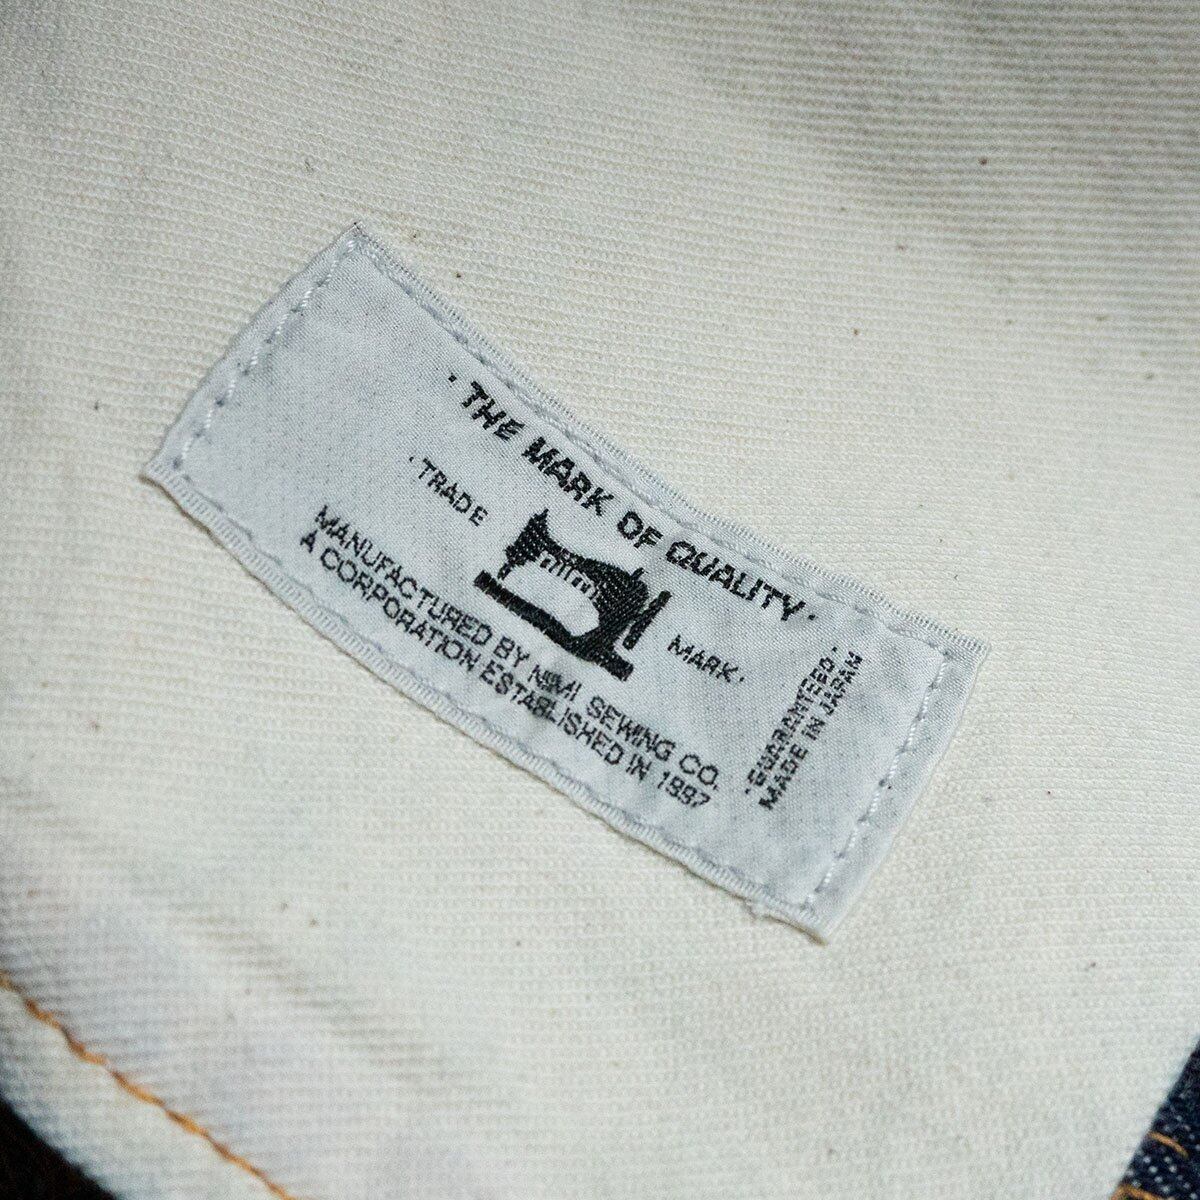 · THE MARK OF QUALITY ·
· TRADE MARK ·
MANUFACTURED BY NIMI SEWING CO.
A CORPORATION ESTABLISHED IN 1997
· GUARANTEED ·
MADE IN JAPAN